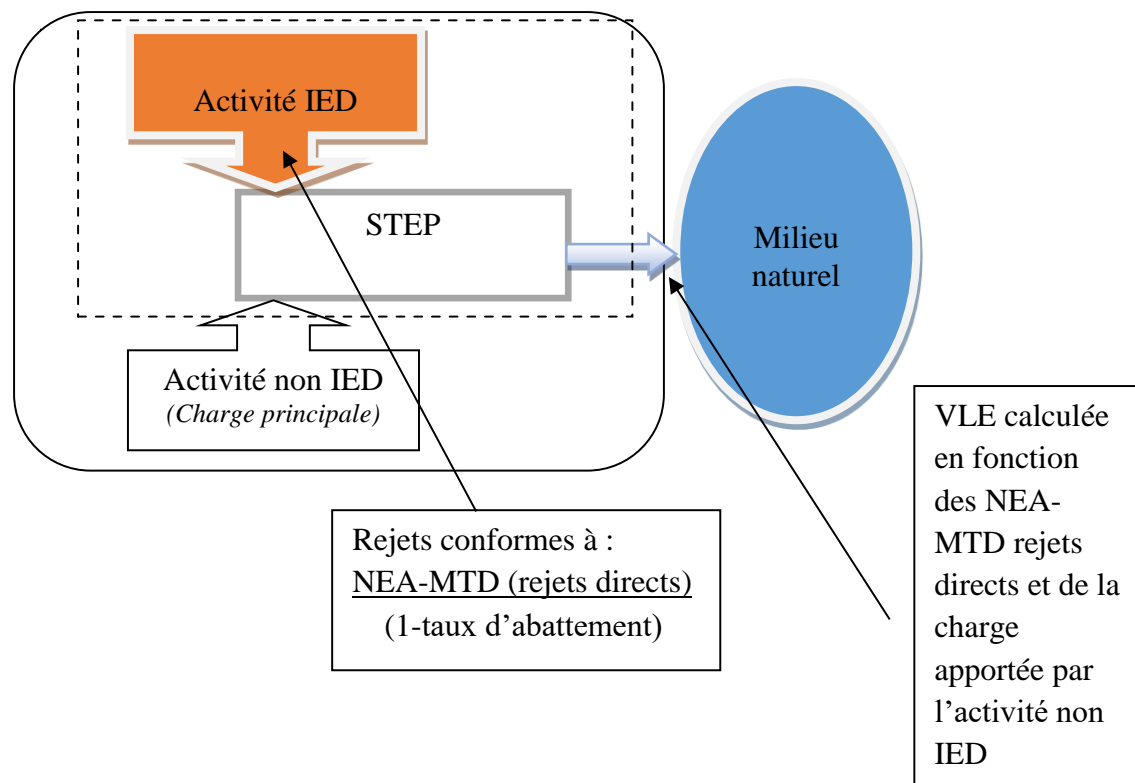 Activité IED
STEP
Milieu
naturel
Activité non IED
(Charge principale)
Rejets conformes à :
NEA-MTD (rejets directs)
(1-taux d’abattement)
VLE calculée
en fonction
des NEA-
MTD rejets
directs et de la
charge
apportée par
l’activité non
IED